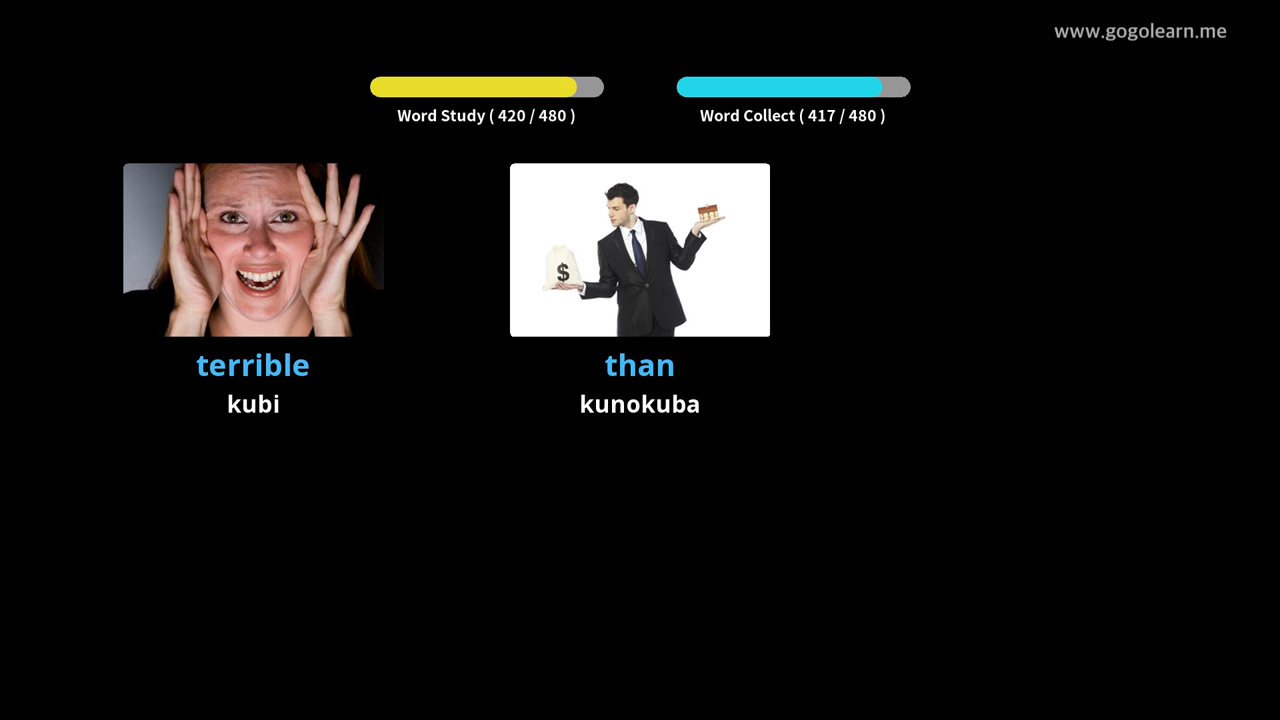 www.gogolearn.me
Word Study ( 420 / 480 )
Word Collect ( 417 / 480 )
$
terrible
than
kubi
kunokuba